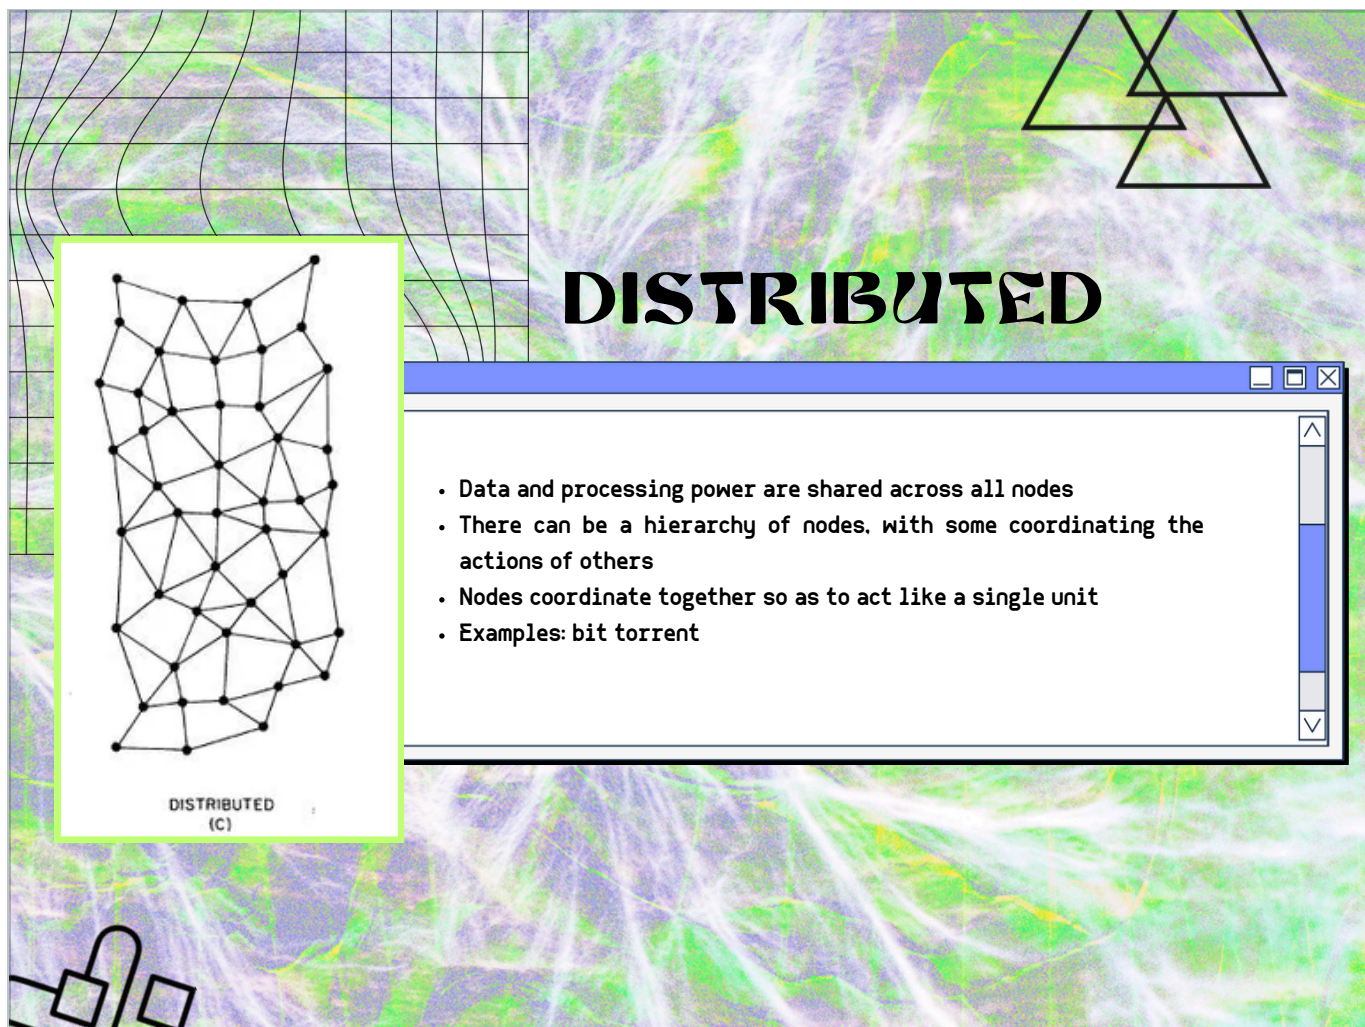 DISTRIBUTED
• Data and processing power are shared across all nodes
• There can be a hierarchy of nodes, with some coordinating the
actions of others
• Nodes coordinate together so as to act like a single unit
• Examples: bit torrent
DISTRIBUTED
(C)